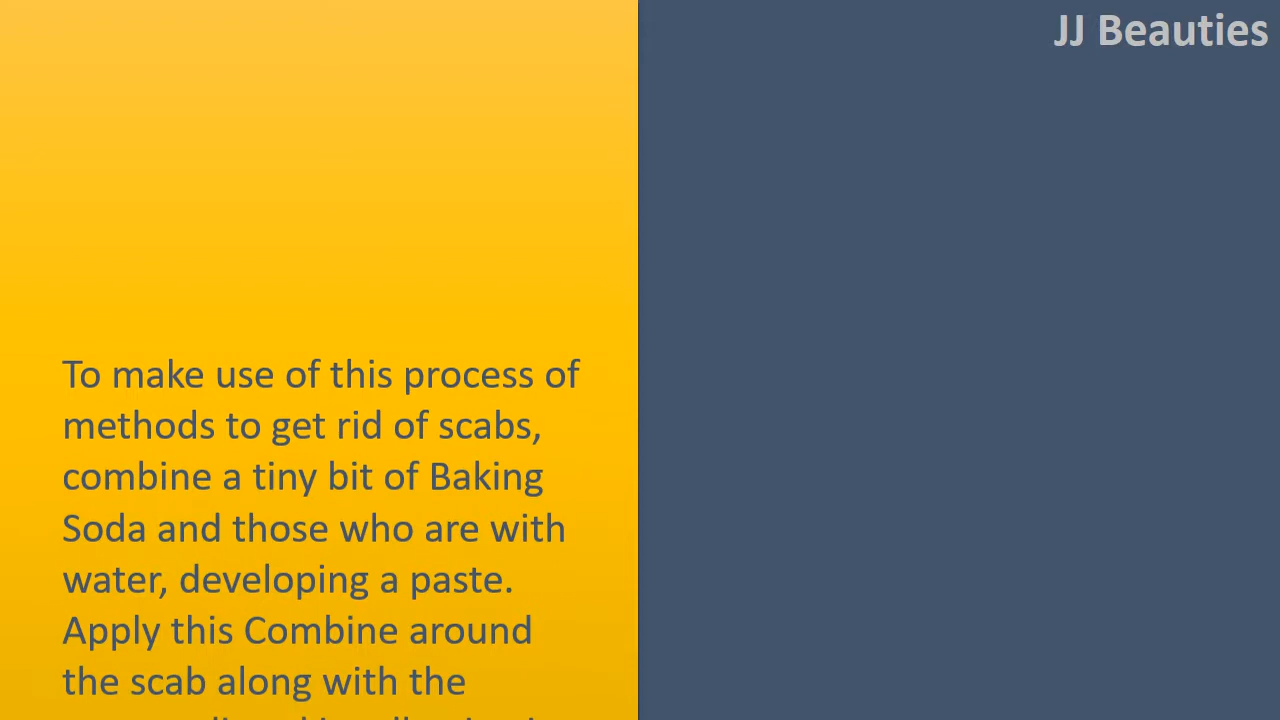 JJ Beauties
To make use of this process of
methods to get rid of scabs,
combine a tiny bit of Baking
Soda and those who are with
water, developing a paste.
Apply this Combine around
the scab along with the